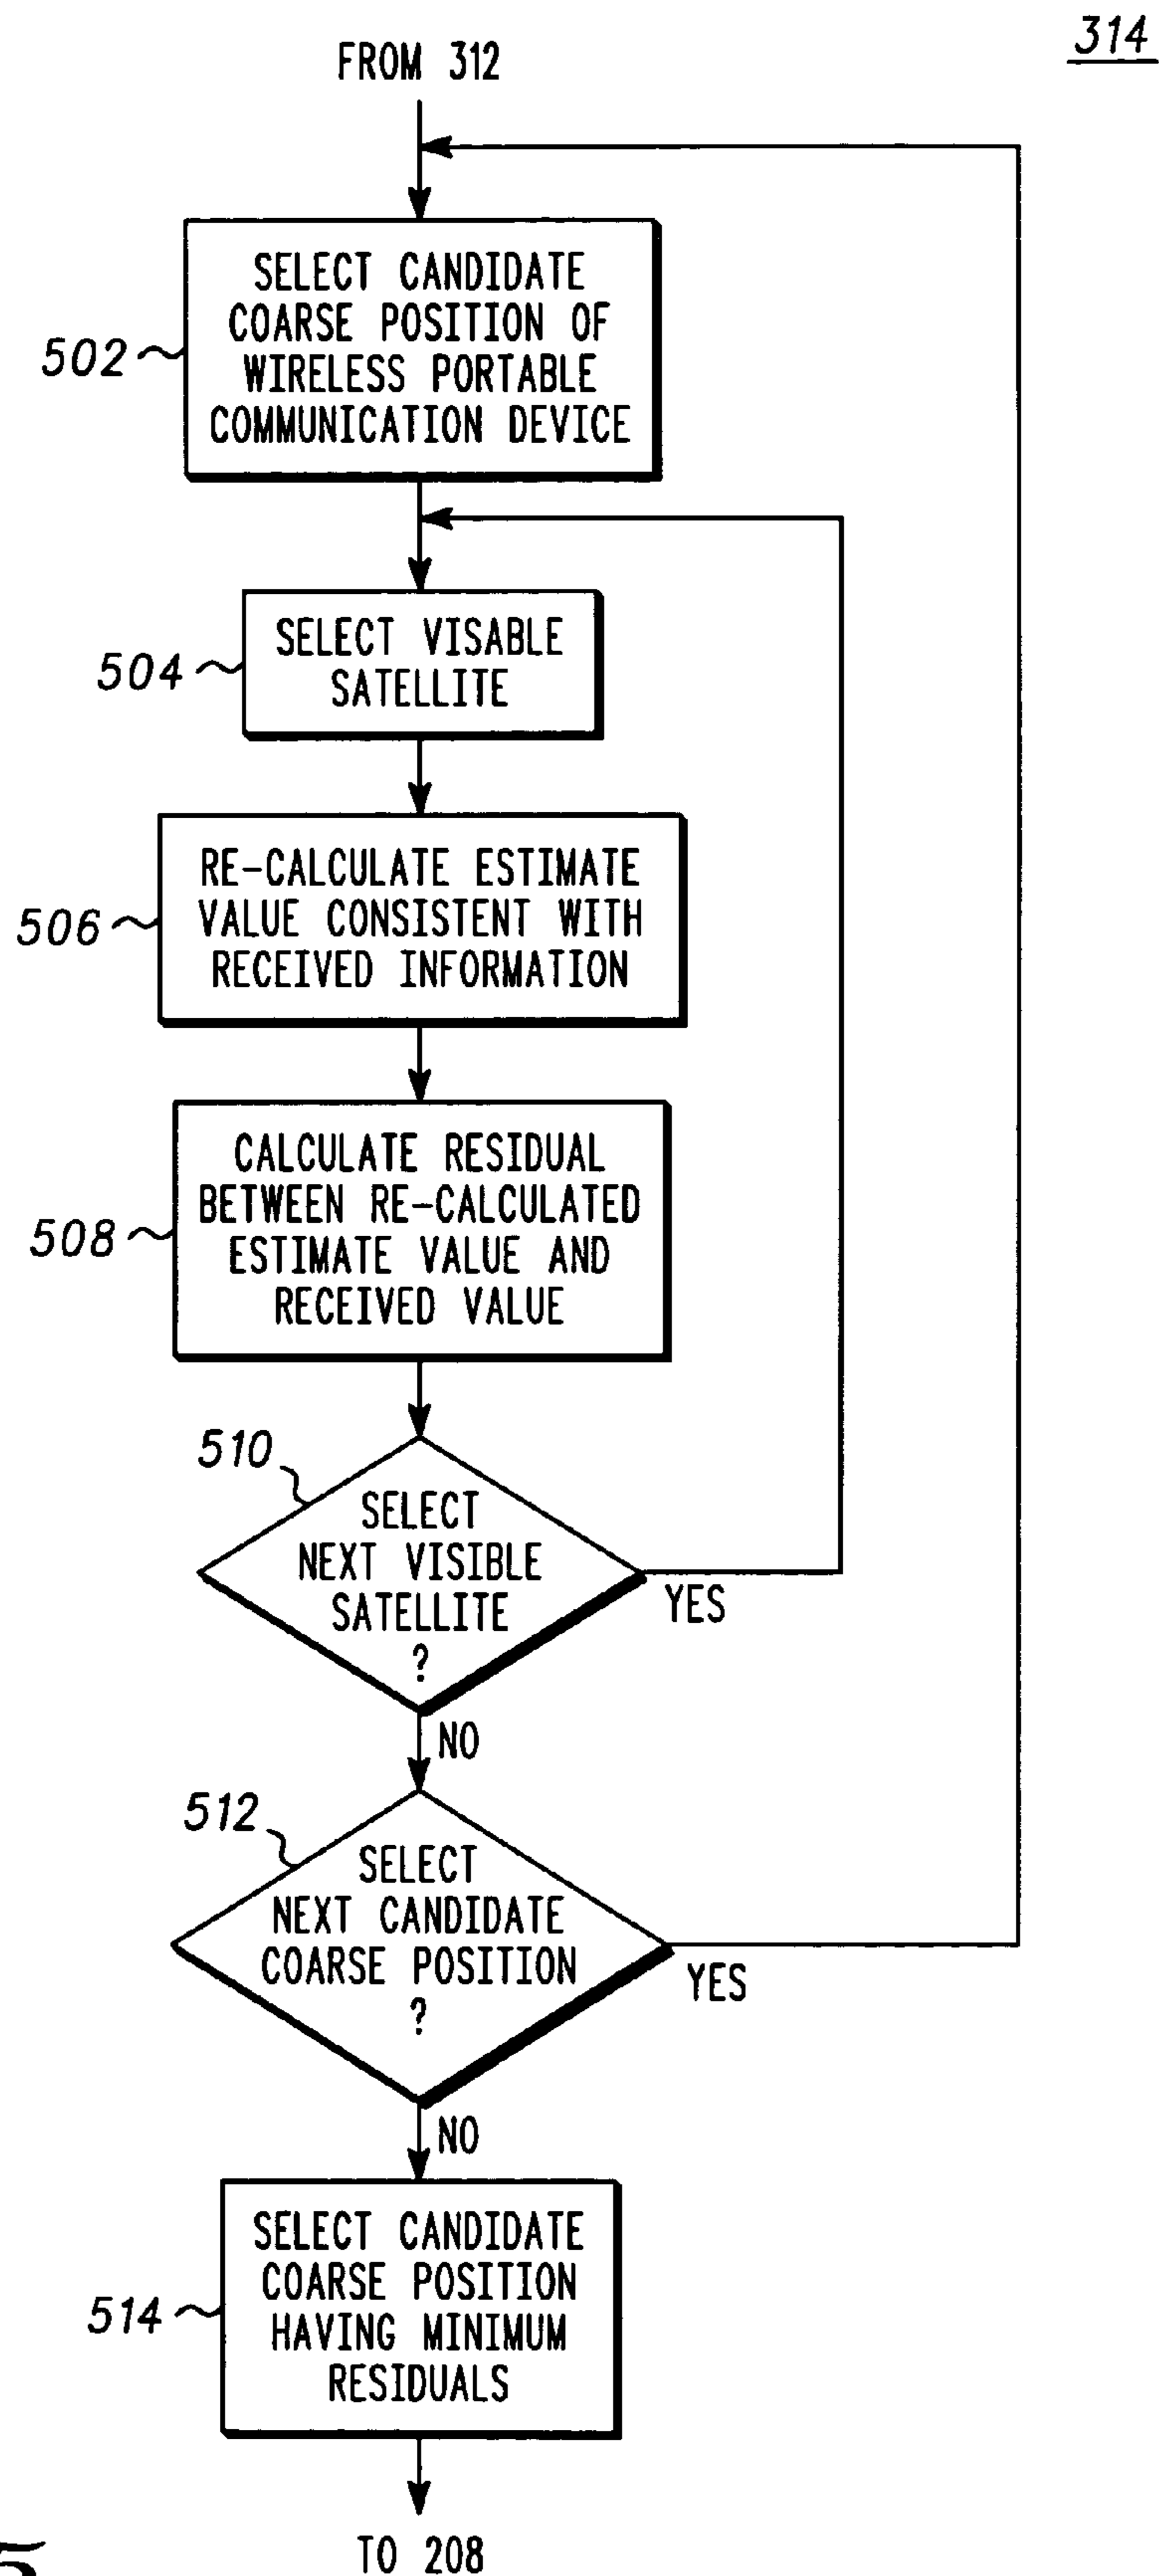 314
FROM 312
502
SELECT CANDIDATE
COARSE POSITION OF
WIRELESS PORTABLE
COMMUNICATION DEVICE
504
SELECT VISABLE
SATELLITE
506
RE-CALCULATE ESTIMATE
VALUE CONSISTENT WITH
RECEIVED INFORMATION
508
CALCULATE RESIDUAL
BETWEEN RE-CALCULATED
ESTIMATE VALUE AND
RECEIVED VALUE
510
SELECT
NEXT VISIBLE
SATELLITE
?
YES
NO
512
SELECT
NEXT CANDIDATE
COARSE POSITION
?
YES
NO
514
SELECT CANDIDATE
COARSE POSITION
HAVING MINIMUM
RESIDUALS
TO 208